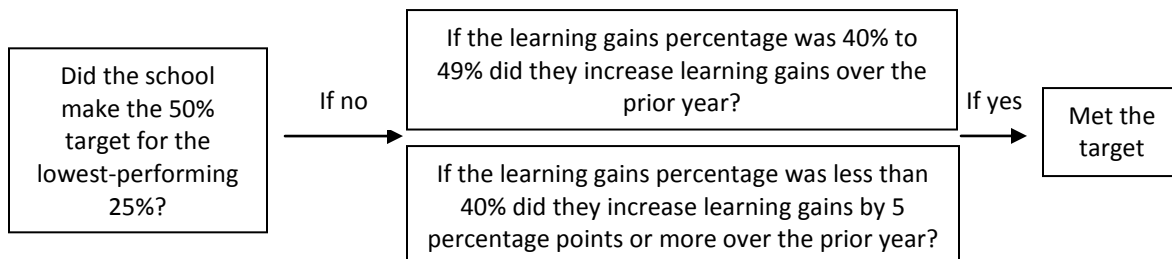 Did the school
make the 50%
target for the
lowest-performing
25%?
If no
If the learning gains percentage was 40% to
49% did they increase learning gains over the
prior year?
If the learning gains percentage was less than
40% did they increase learning gains by 5
percentage points or more over the prior year?
If yes
Met the
target